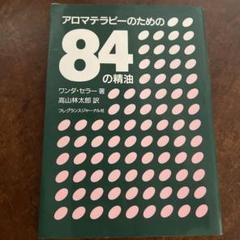 アロマテラピーのための
84
の精油
ワンダ・セラー 著
高山林太郎 訳
フレグランスジャーナル社